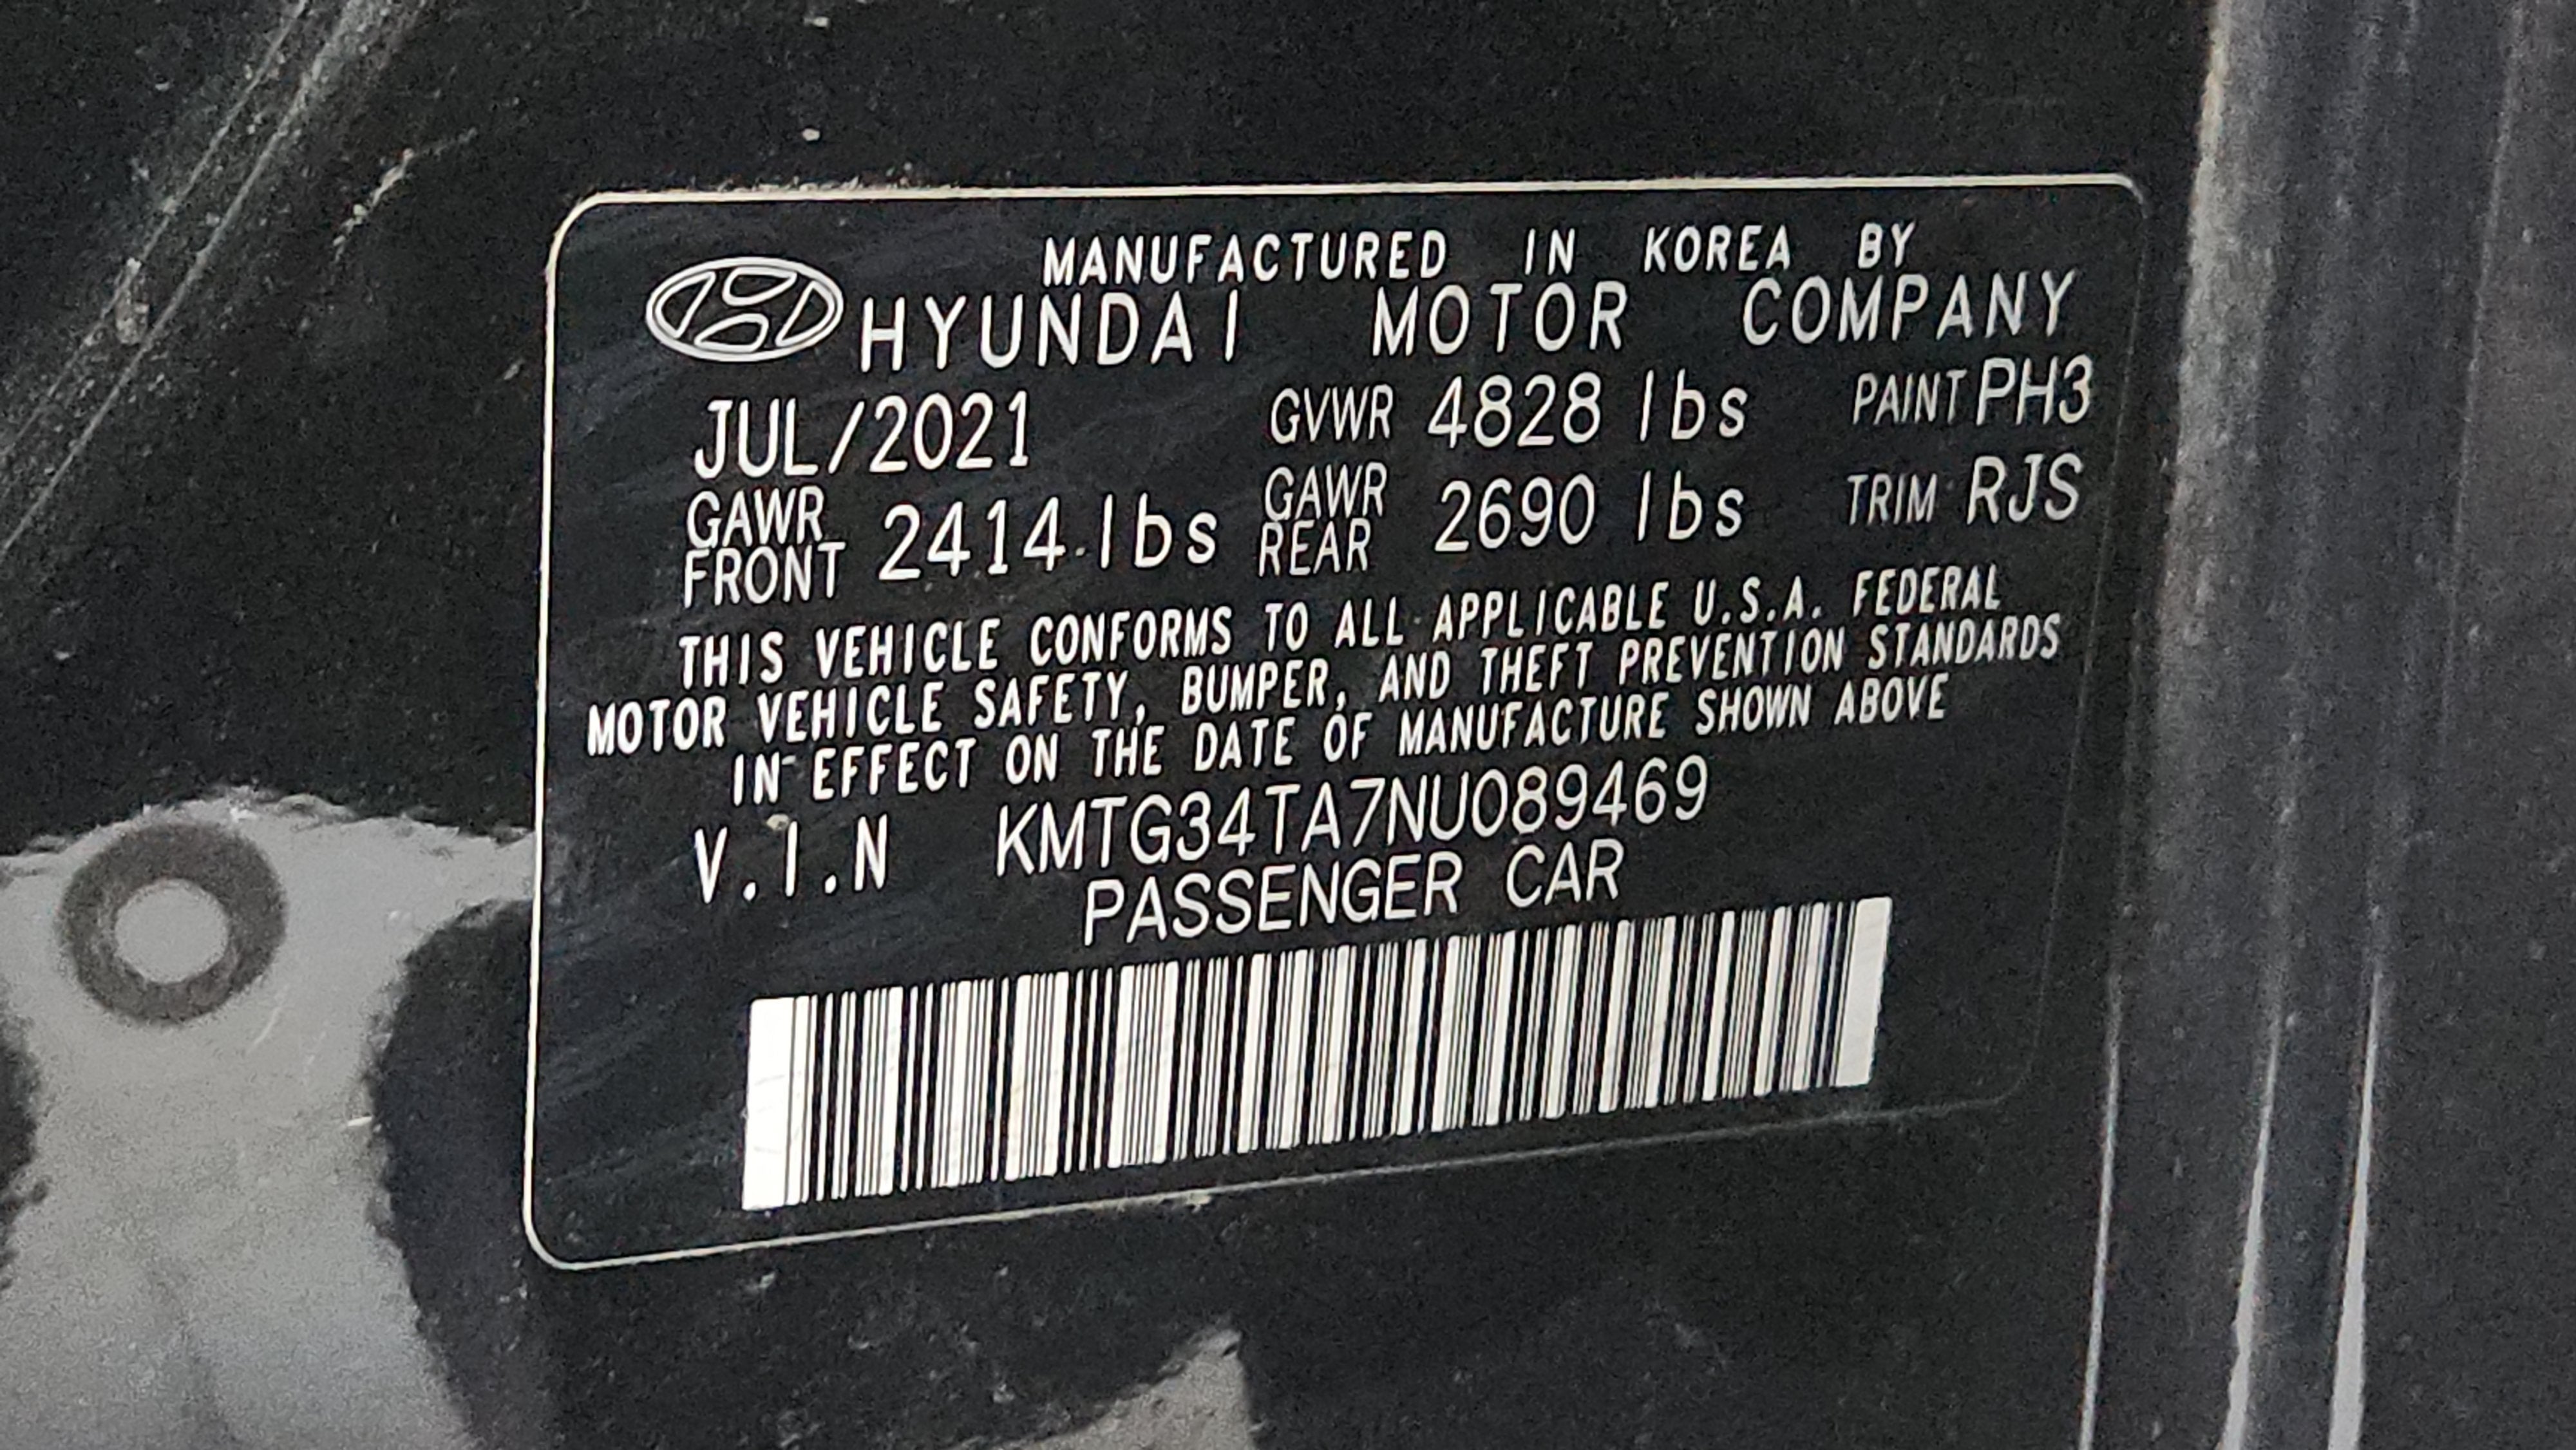 MANUFACTURED IN KOREA BY
HYUNDAI MOTOR COMPANY
JUL/2021 GVWR 4828 lbs PAINT PH3
GAWR FRONT 2414 lbs GAWR REAR 2690 lbs TRIM RJS
THIS VEHICLE CONFORMS TO ALL APPLICABLE U.S.A. FEDERAL
MOTOR VEHICLE SAFETY, BUMPER, AND THEFT PREVENTION STANDARDS
IN EFFECT ON THE DATE OF MANUFACTURE SHOWN ABOVE
V.I.N KMTG34TA7NU089469
PASSENGER CAR